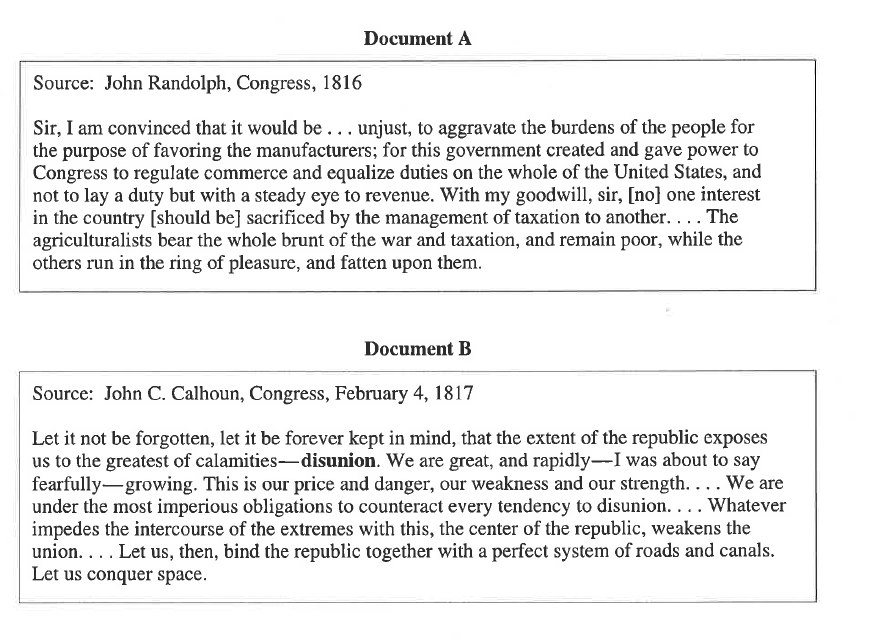 Document A
Source: John Randolph, Congress, 1816
Sir, I am convinced that it would be . . . unjust, to aggravate the burdens of the people for
the purpose of favoring the manufacturers; for this government created and gave power to
Congress to regulate commerce and equalize duties on the whole of the United States, and
not to lay a duty but with a steady eye to revenue. With my goodwill, sir, [no] one interest
in the country [should be] sacrificed by the management of taxation to another. . . . The
agriculturalists bear the whole brunt of the war and taxation, and remain poor, while the
others run in the ring of pleasure, and fatten upon them.
Document B
Source: John C. Calhoun, Congress, February 4, 1817
Let it not be forgotten, let it be forever kept in mind, that the extent of the republic exposes
us to the greatest of calamities—disunion. We are great, and rapidly—I was about to say
fearfully—growing. This is our price and danger, our weakness and our strength. . . . We are
under the most imperious obligations to counteract every tendency to disunion. . . . Whatever
impedes the intercourse of the extremes with this, the center of the republic, weakens the
union. . . . Let us, then, bind the republic together with a perfect system of roads and canals.
Let us conquer space.